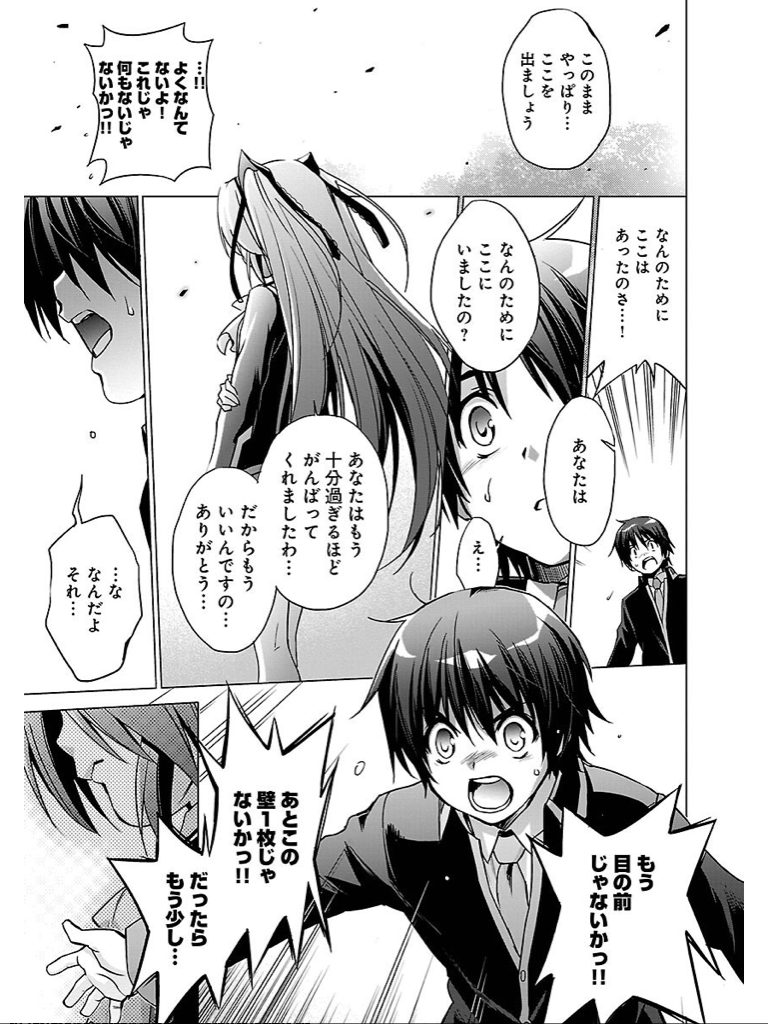 このまま
やっぱり…
ここを
出ましょう
…!!
よくなんて
ないよ!
これじゃ
何もないじゃ
ないかっ!!
なんのために
ここは
あったのさ…!
あなたは
なんのために
ここに
いましたの?
え…
あなたはもう
十分過ぎるほど
がんばって
くれましたわ…
だからもう
いいんですの…
ありがとう…
…な
なんだよ
それ…
もう
目の前
じゃないかっ!!
あとこの
壁1枚じゃ
ないかっ!!
だったら
もう少し…